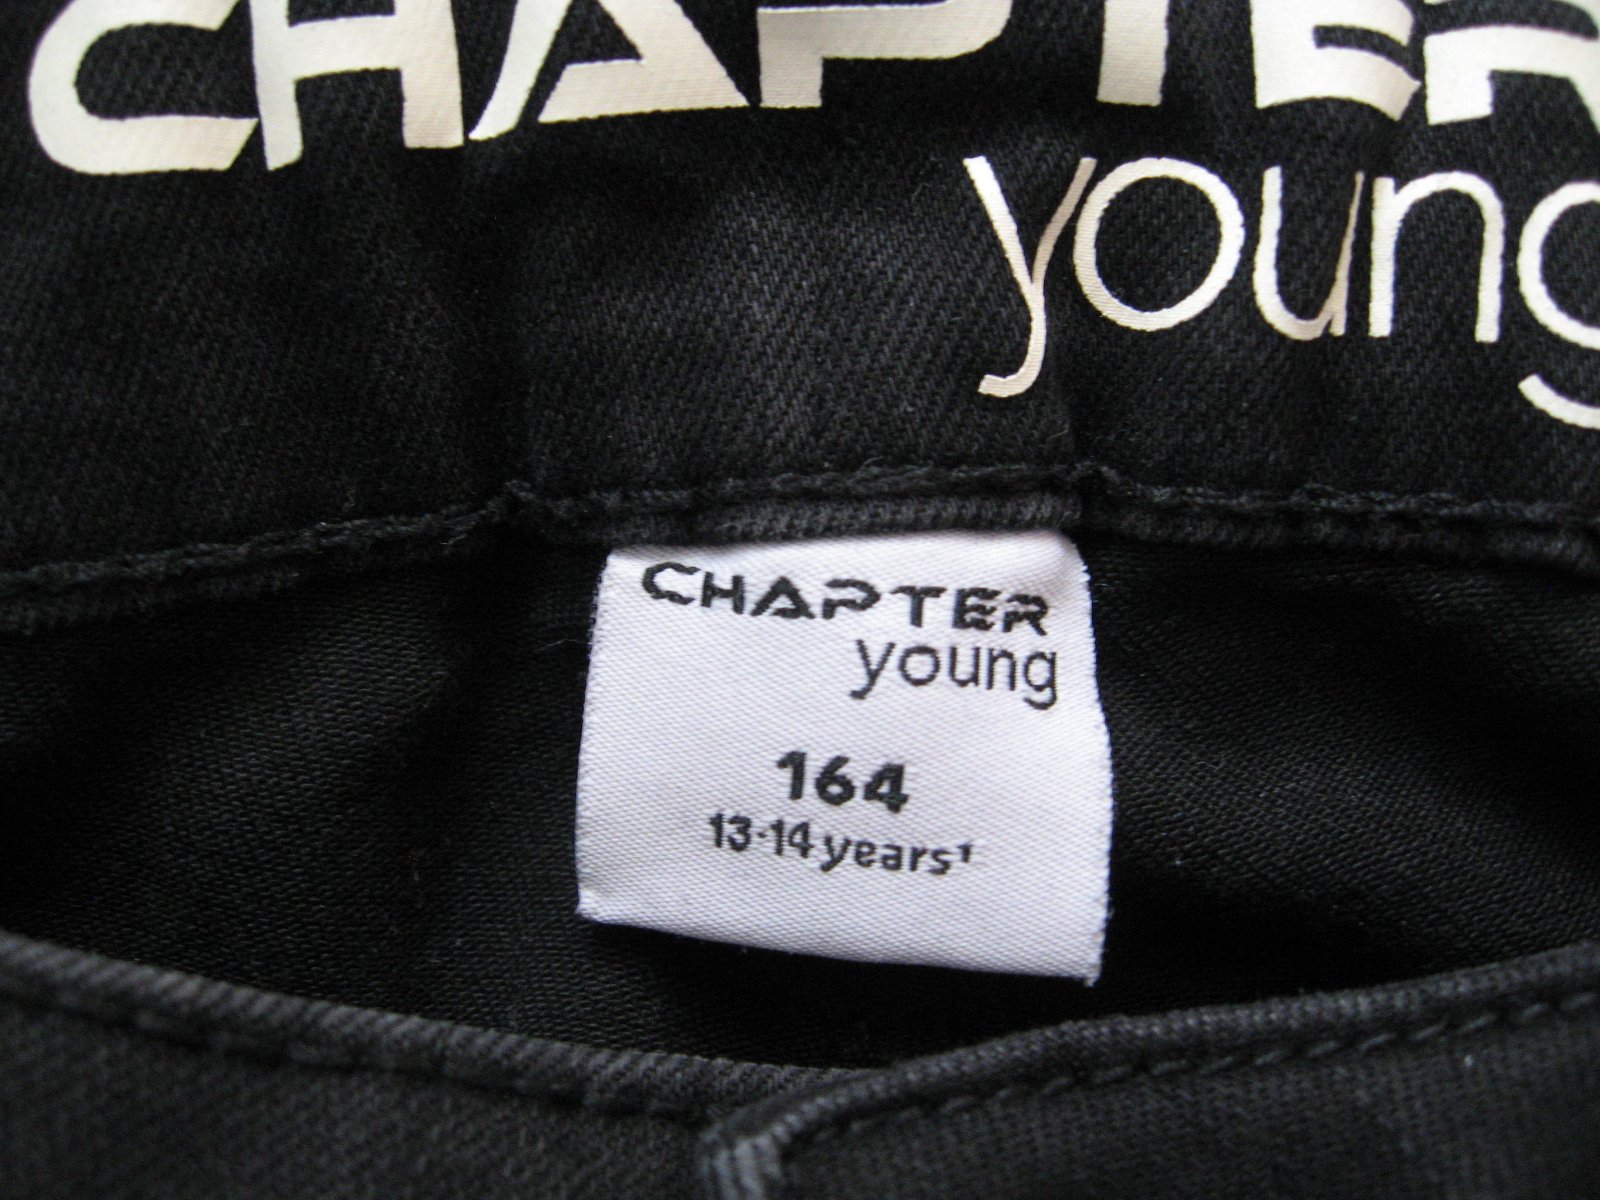 CHAPTER
young
CHAPTER
young
164
13-14 years¹